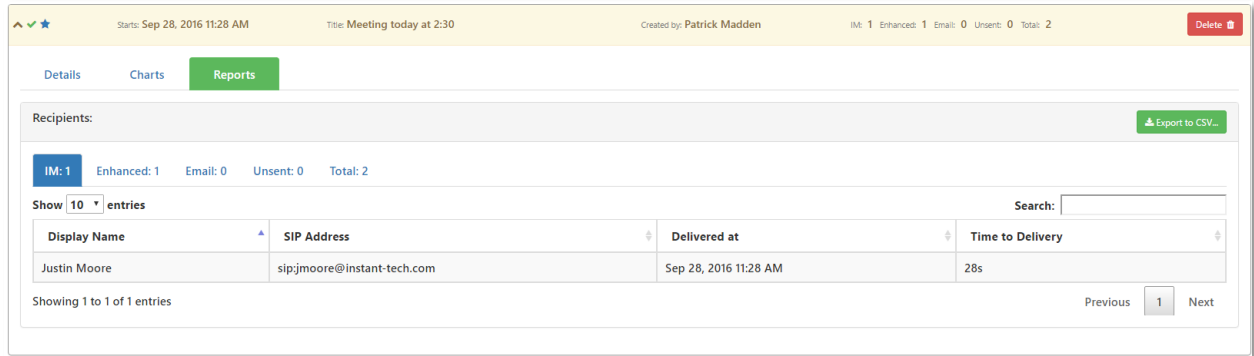 Starts: Sep 28, 2016 11:28 AM Title: Meeting today at 2:30 Created by: Patrick Madden IM: 1 Enhanced: 1 Email: 0 Unsent: 0 Total: 2 Delete
Details Charts Reports
Recipients: Export to CSV...
IM: 1 Enhanced: 1 Email: 0 Unsent: 0 Total: 2
Show 10 entries Search:
Display Name SIP Address Delivered at Time to Delivery
Justin Moore sip:jmoore@instant-tech.com Sep 28, 2016 11:28 AM 28s
Showing 1 to 1 of 1 entries Previous 1 Next